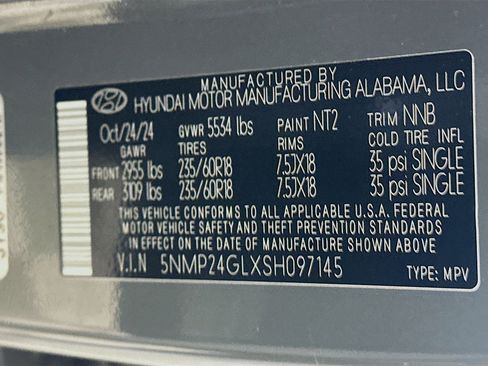 MANUFACTURED BY
HYUNDAI MOTOR MANUFACTURING ALABAMA, LLC
Oct/24/24 GVWR 5534 lbs PAINT NT2 TRIM NNB
GAWR TIRES RIMS COLD TIRE INFL
FRONT 2955 lbs 235/60R18 7.5JX18 35 psi SINGLE
REAR 3109 lbs 235/60R18 7.5JX18 35 psi SINGLE
THIS VEHICLE CONFORMS TO ALL APPLICABLE U.S.A. FEDERAL
MOTOR VEHICLE SAFETY AND THEFT PREVENTION STANDARDS
IN EFFECT ON THE DATE OF MANUFACTURE SHOWN ABOVE
V.I.N 5NMP24GLXSH097145 TYPE: MPV